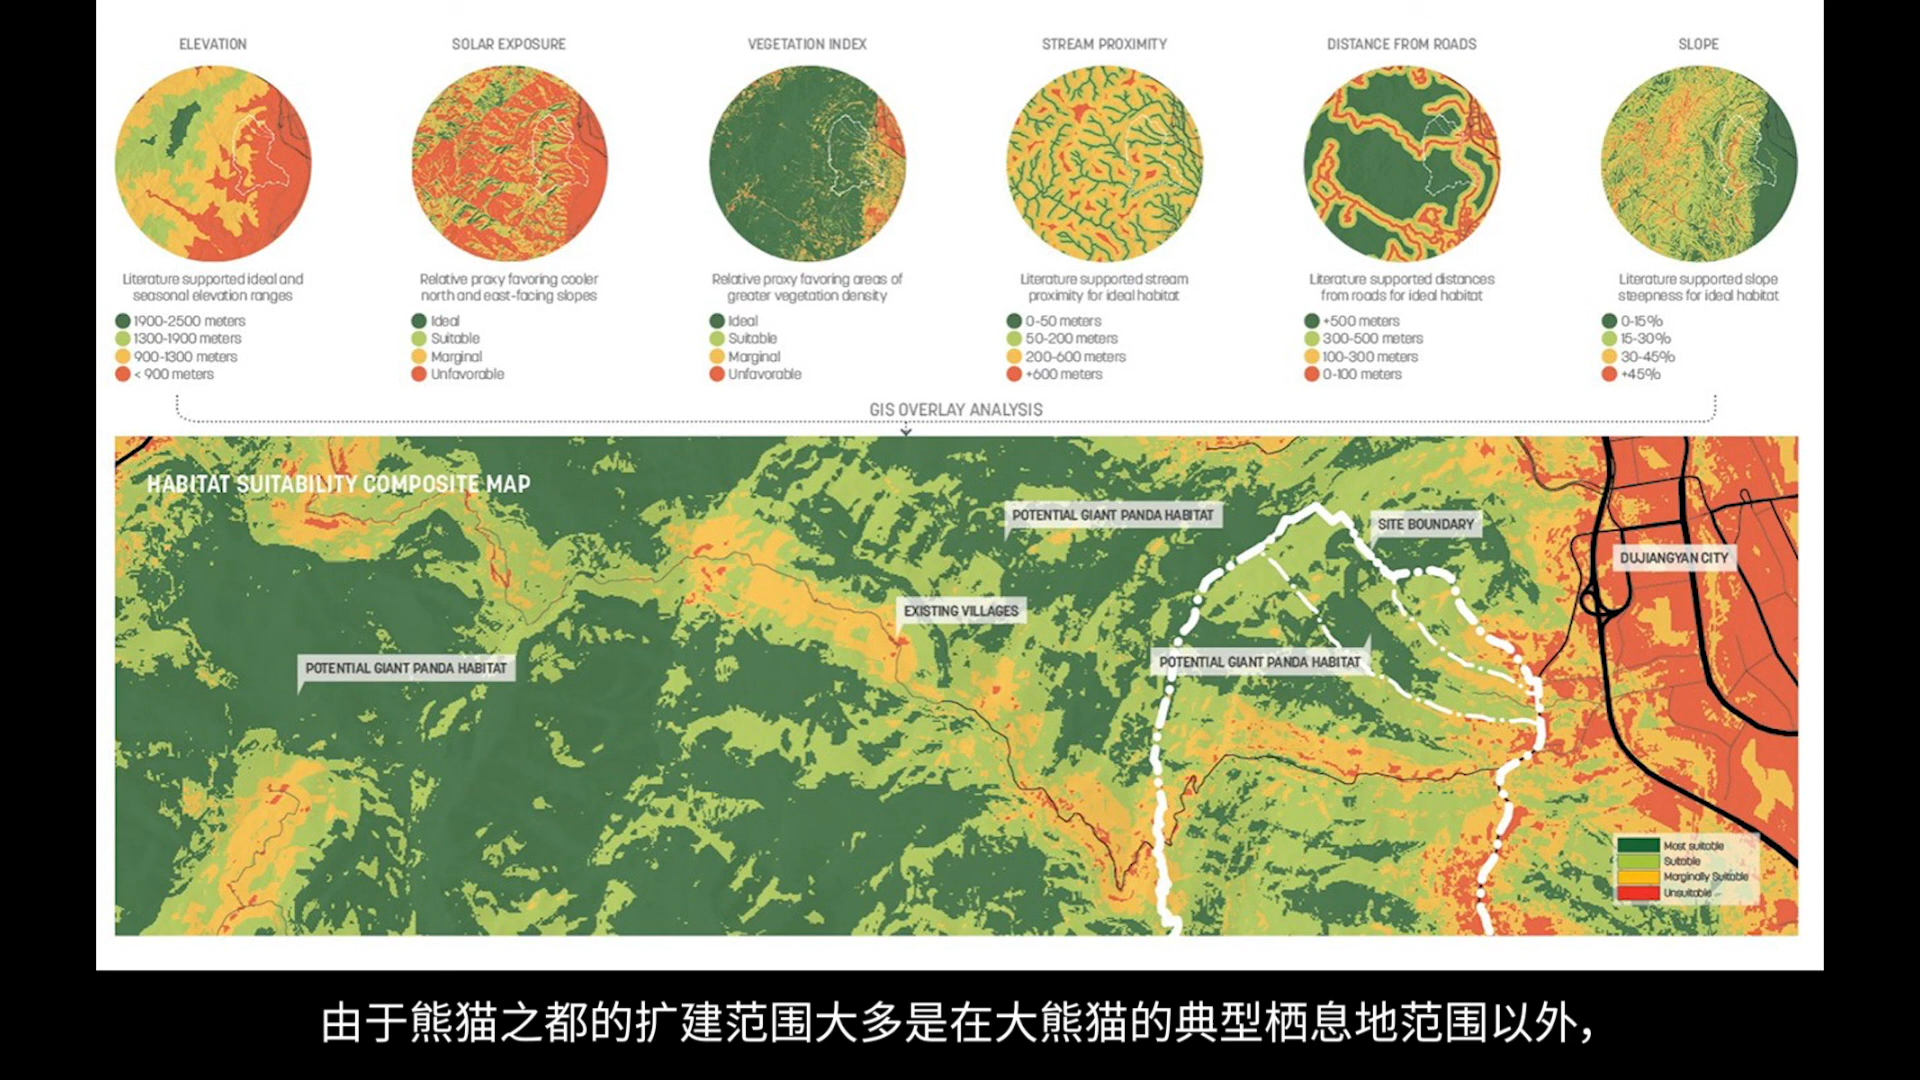 ELEVATION
SOLAR EXPOSURE
VEGETATION INDEX
STREAM PROXIMITY
DISTANCE FROM ROADS
SLOPE
Literature supported ideal and
seasonal elevation ranges
1900-2500 meters
1300-1900 meters
900-1300 meters
< 900 meters
Relative proxy favoring cooler
north and east-facing slopes
Ideal
Suitable
Marginal
Unfavorable
Relative proxy favoring areas of
greater vegetation density
Ideal
Suitable
Marginal
Unfavorable
Literature supported stream
proximity for ideal habitat
0-50 meters
50-200 meters
200-600 meters
+600 meters
Literature supported distances
from roads for ideal habitat
+500 meters
300-500 meters
100-300 meters
0-100 meters
Literature supported slope
steepness for ideal habitat
0-15%
15-30%
30-45%
+45%
GIS OVERLAY ANALYSIS
HABITAT SUITABILITY COMPOSITE MAP
POTENTIAL GIANT PANDA HABITAT
SITE BOUNDARY
DUJIANGYAN CITY
EXISTING VILLAGES
POTENTIAL GIANT PANDA HABITAT
POTENTIAL GIANT PANDA HABITAT
Most suitable
Suitable
Marginally Suitable
Unsuitable
由于熊猫之都的扩建范围大多是在大熊猫的典型栖息地范围以外，